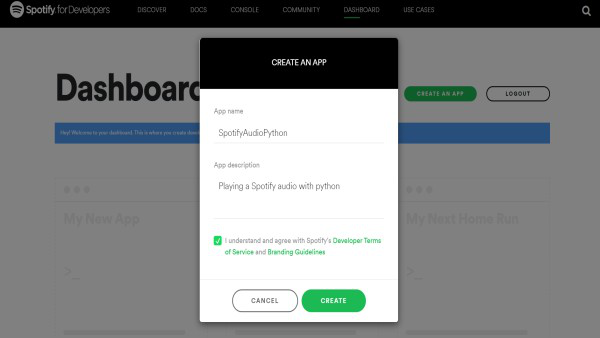 Spotify for Developers
DISCOVER DOCS CONSOLE COMMUNITY DASHBOARD USE CASES
CREATE AN APP
Dashboard
CREATE AN APP LOGOUT
Hey! Welcome to your dashboard. This is where you create
App name
SpotifyAudioPython
App description
Playing a Spotify audio with python
My New App
My Next Home Run
I understand and agree with Spotify's Developer Terms
of Service and Branding Guidelines
>_
CANCEL CREATE